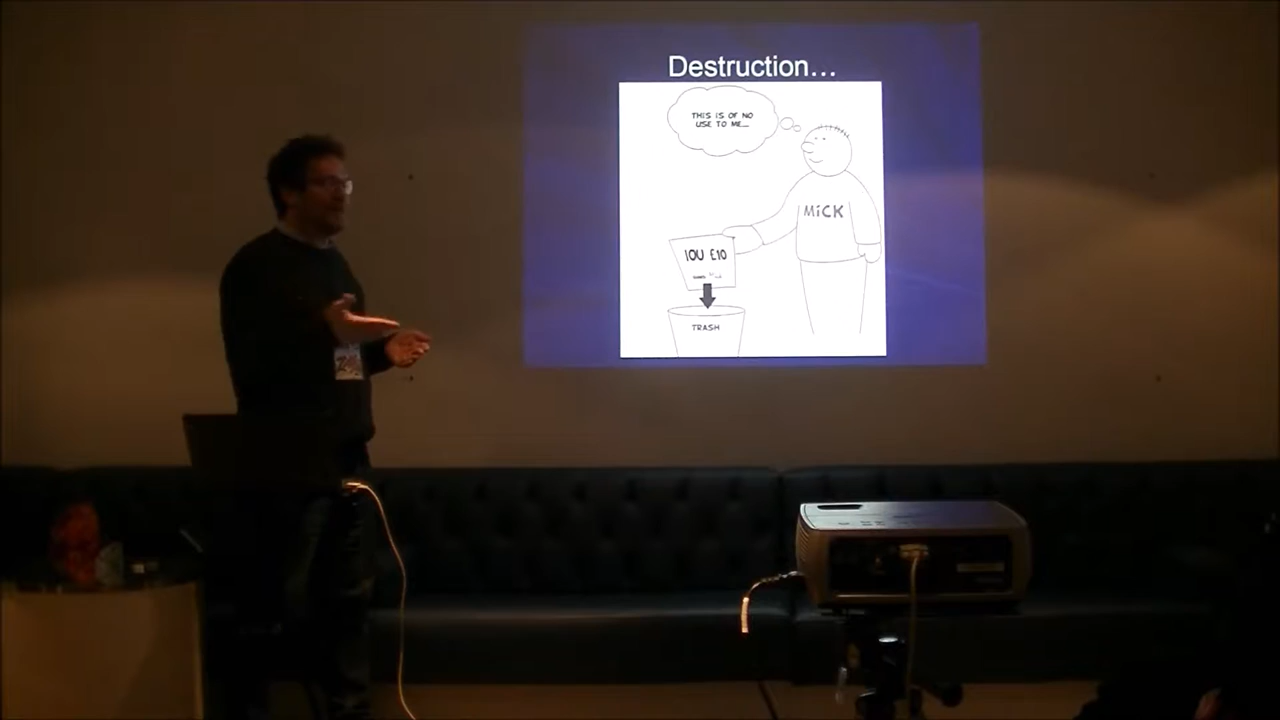 Destruction...
THIS IS OF NO
USE TO ME...
MICK
IOU £10
TRASH